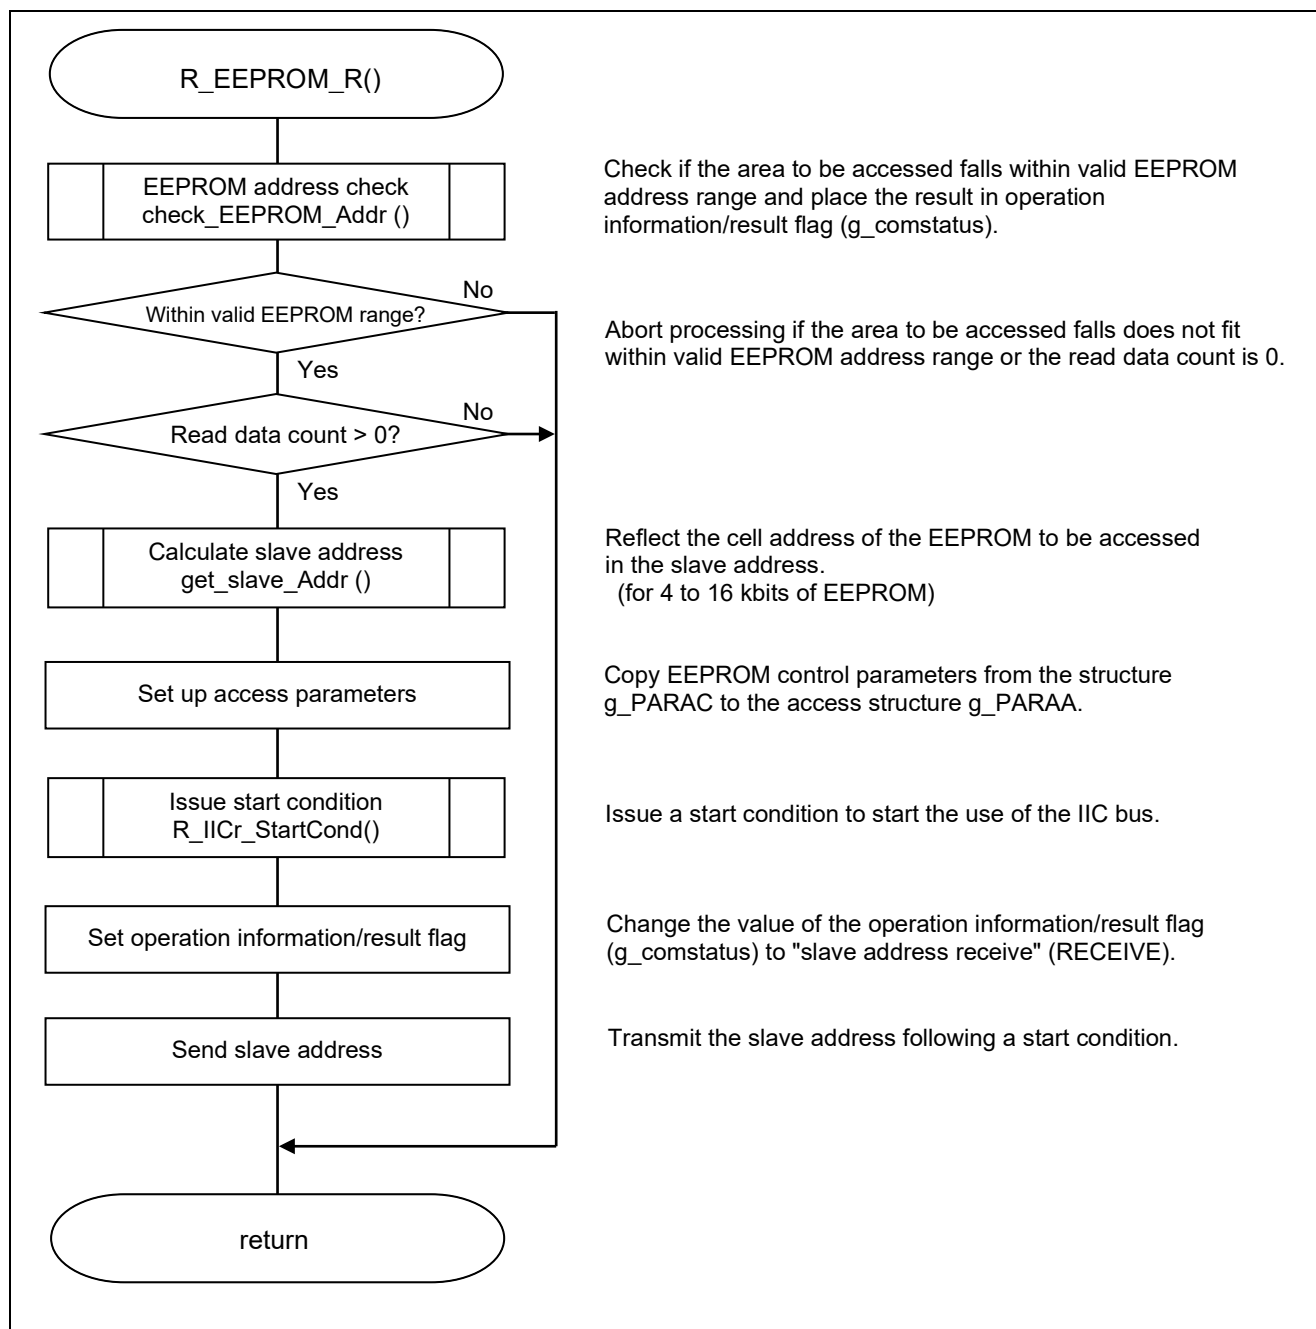 R_EEPROM_R()
EEPROM address check
check_EEPROM_Addr ()
Check if the area to be accessed falls within valid EEPROM
address range and place the result in operation
information/result flag (g_comstatus).
No
Within valid EEPROM range?
Abort processing if the area to be accessed falls does not fit
within valid EEPROM address range or the read data count is 0.
Yes
No
Read data count > 0?
Yes
Calculate slave address
get_slave_Addr ()
Reflect the cell address of the EEPROM to be accessed
in the slave address.
(for 4 to 16 kbits of EEPROM)
Set up access parameters
Copy EEPROM control parameters from the structure
g_PARAC to the access structure g_PARAA.
Issue start condition
R_IICr_StartCond()
Issue a start condition to start the use of the IIC bus.
Set operation information/result flag
Change the value of the operation information/result flag
(g_comstatus) to "slave address receive" (RECEIVE).
Send slave address
Transmit the slave address following a start condition.
return